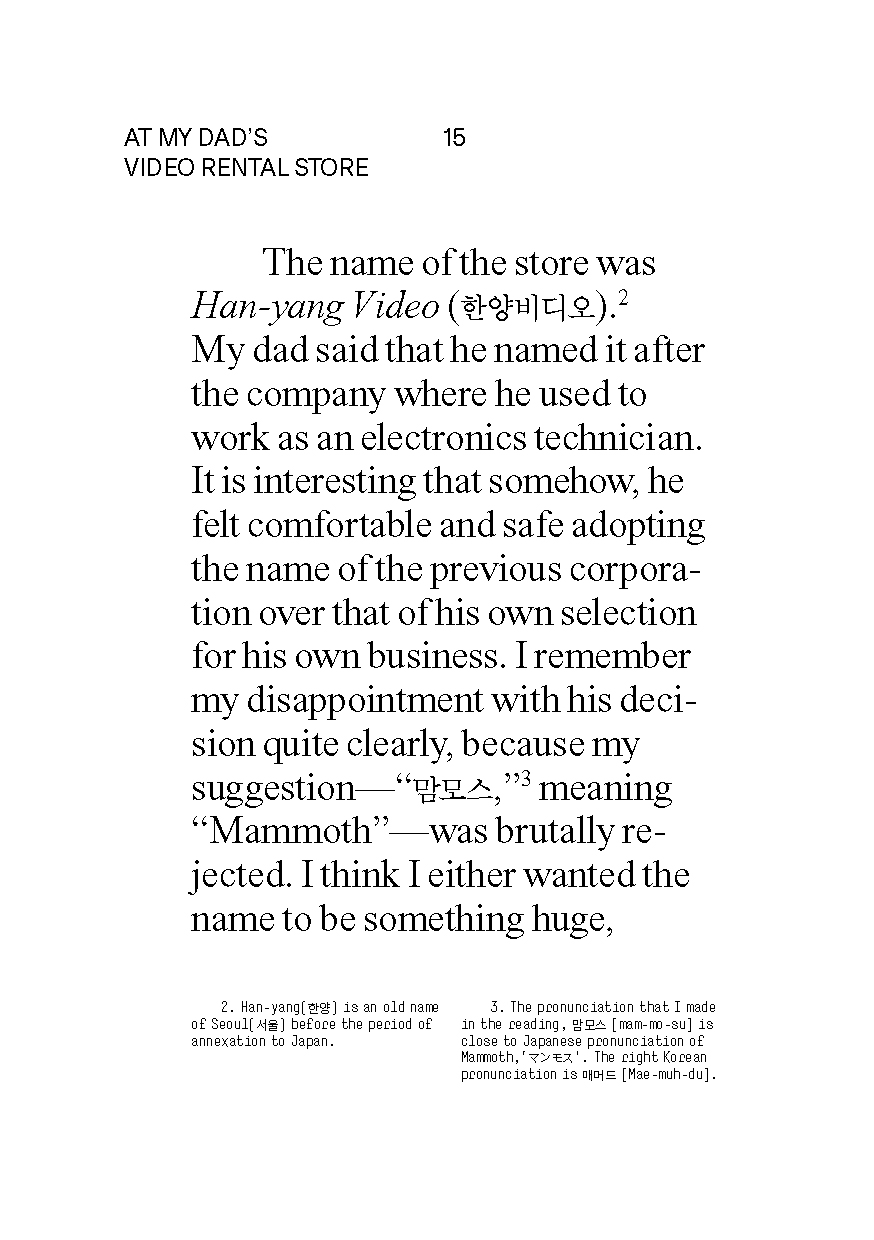 AT MY DAD’S
VIDEO RENTAL STORE
15
The name of the store was
Han-yang Video (한양비디오).2
My dad said that he named it after
the company where he used to
work as an electronics technician.
It is interesting that somehow, he
felt comfortable and safe adopting
the name of the previous corpora-
tion over that of his own selection
for his own business. I remember
my disappointment with his deci-
sion quite clearly, because my
suggestion—“맘모스,”3 meaning
“Mammoth”—was brutally re-
jected. I think I either wanted the
name to be something huge,
2. Han-yang(한양) is an old name
of Seoul(서울) before the period of
annexation to Japan.
3. The pronunciation that I made
in the reading, 맘모스 [mam-mo-su] is
close to Japanese pronunciation of
Mammoth,'マンモス'. The right Korean
pronunciation is 매머드 [Mae-muh-du].